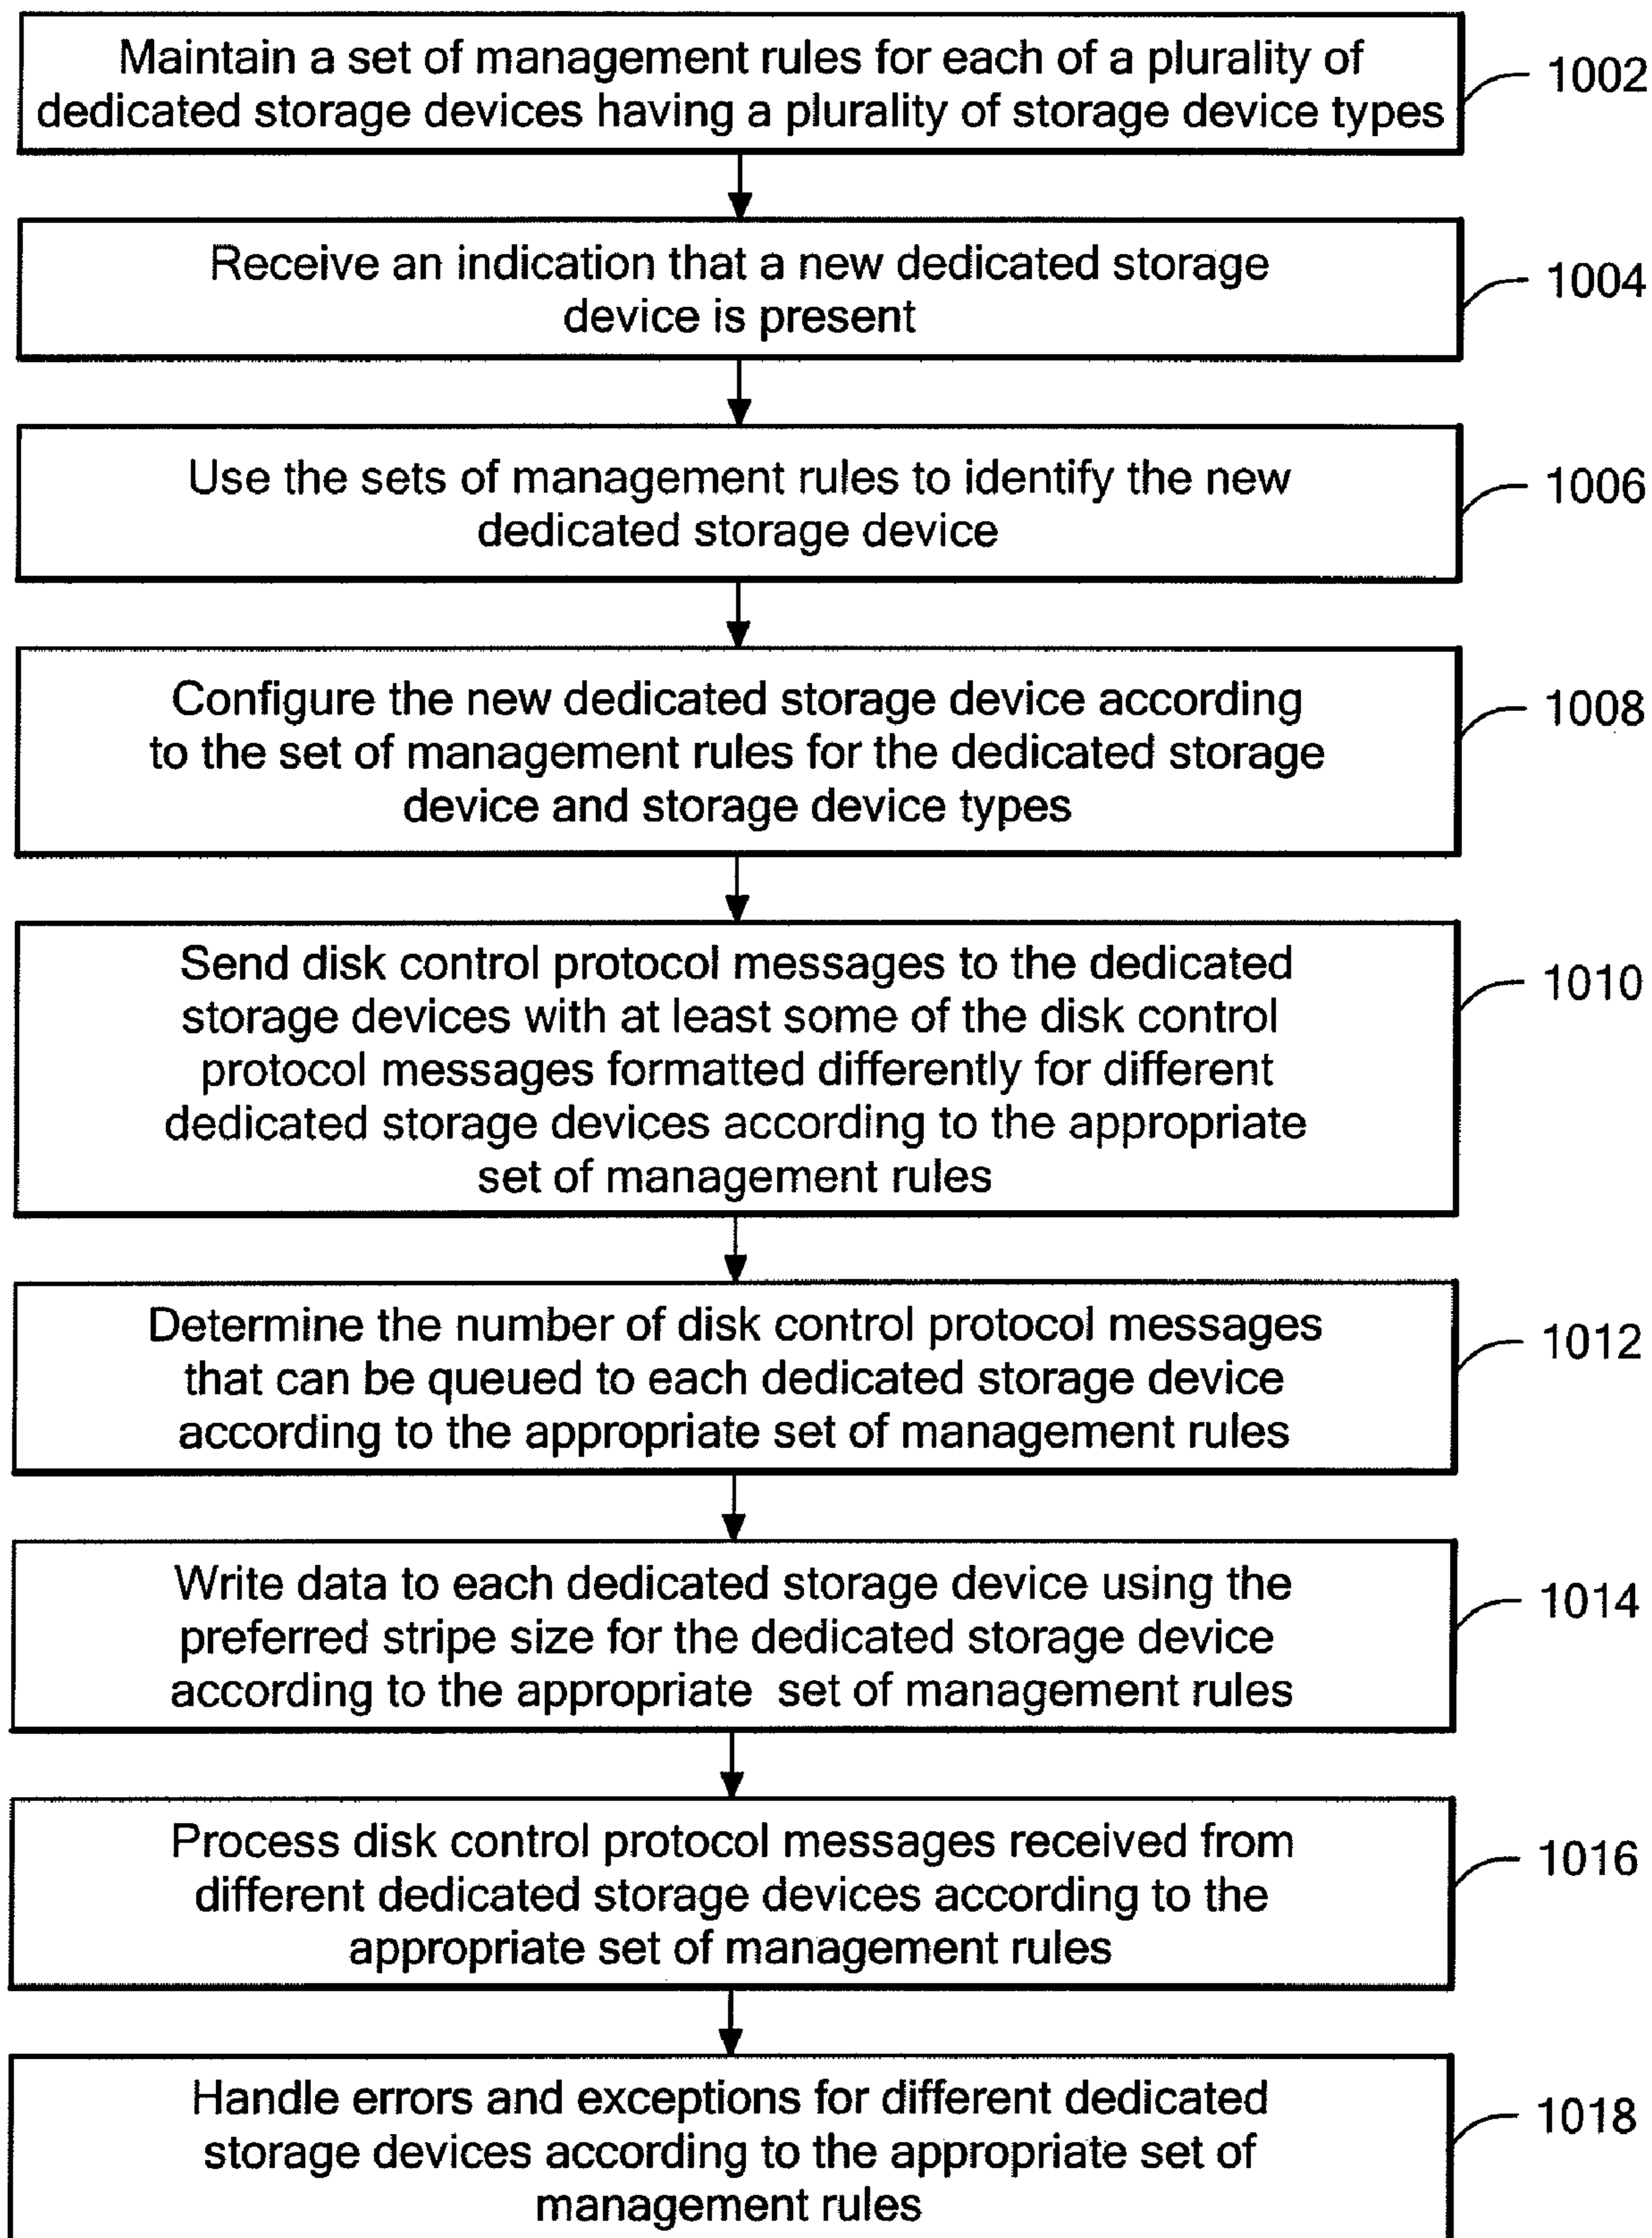 Maintain a set of management rules for each of a plurality of
dedicated storage devices having a plurality of storage device types
1002
Receive an indication that a new dedicated storage
device is present
1004
Use the sets of management rules to identify the new
dedicated storage device
1006
Configure the new dedicated storage device according
to the set of management rules for the dedicated storage
device and storage device types
1008
Send disk control protocol messages to the dedicated
storage devices with at least some of the disk control
protocol messages formatted differently for different
dedicated storage devices according to the appropriate
set of management rules
1010
Determine the number of disk control protocol messages
that can be queued to each dedicated storage device
according to the appropriate set of management rules
1012
Write data to each dedicated storage device using the
preferred stripe size for the dedicated storage device
according to the appropriate set of management rules
1014
Process disk control protocol messages received from
different dedicated storage devices according to the
appropriate set of management rules
1016
Handle errors and exceptions for different dedicated
storage devices according to the appropriate set of
management rules
1018